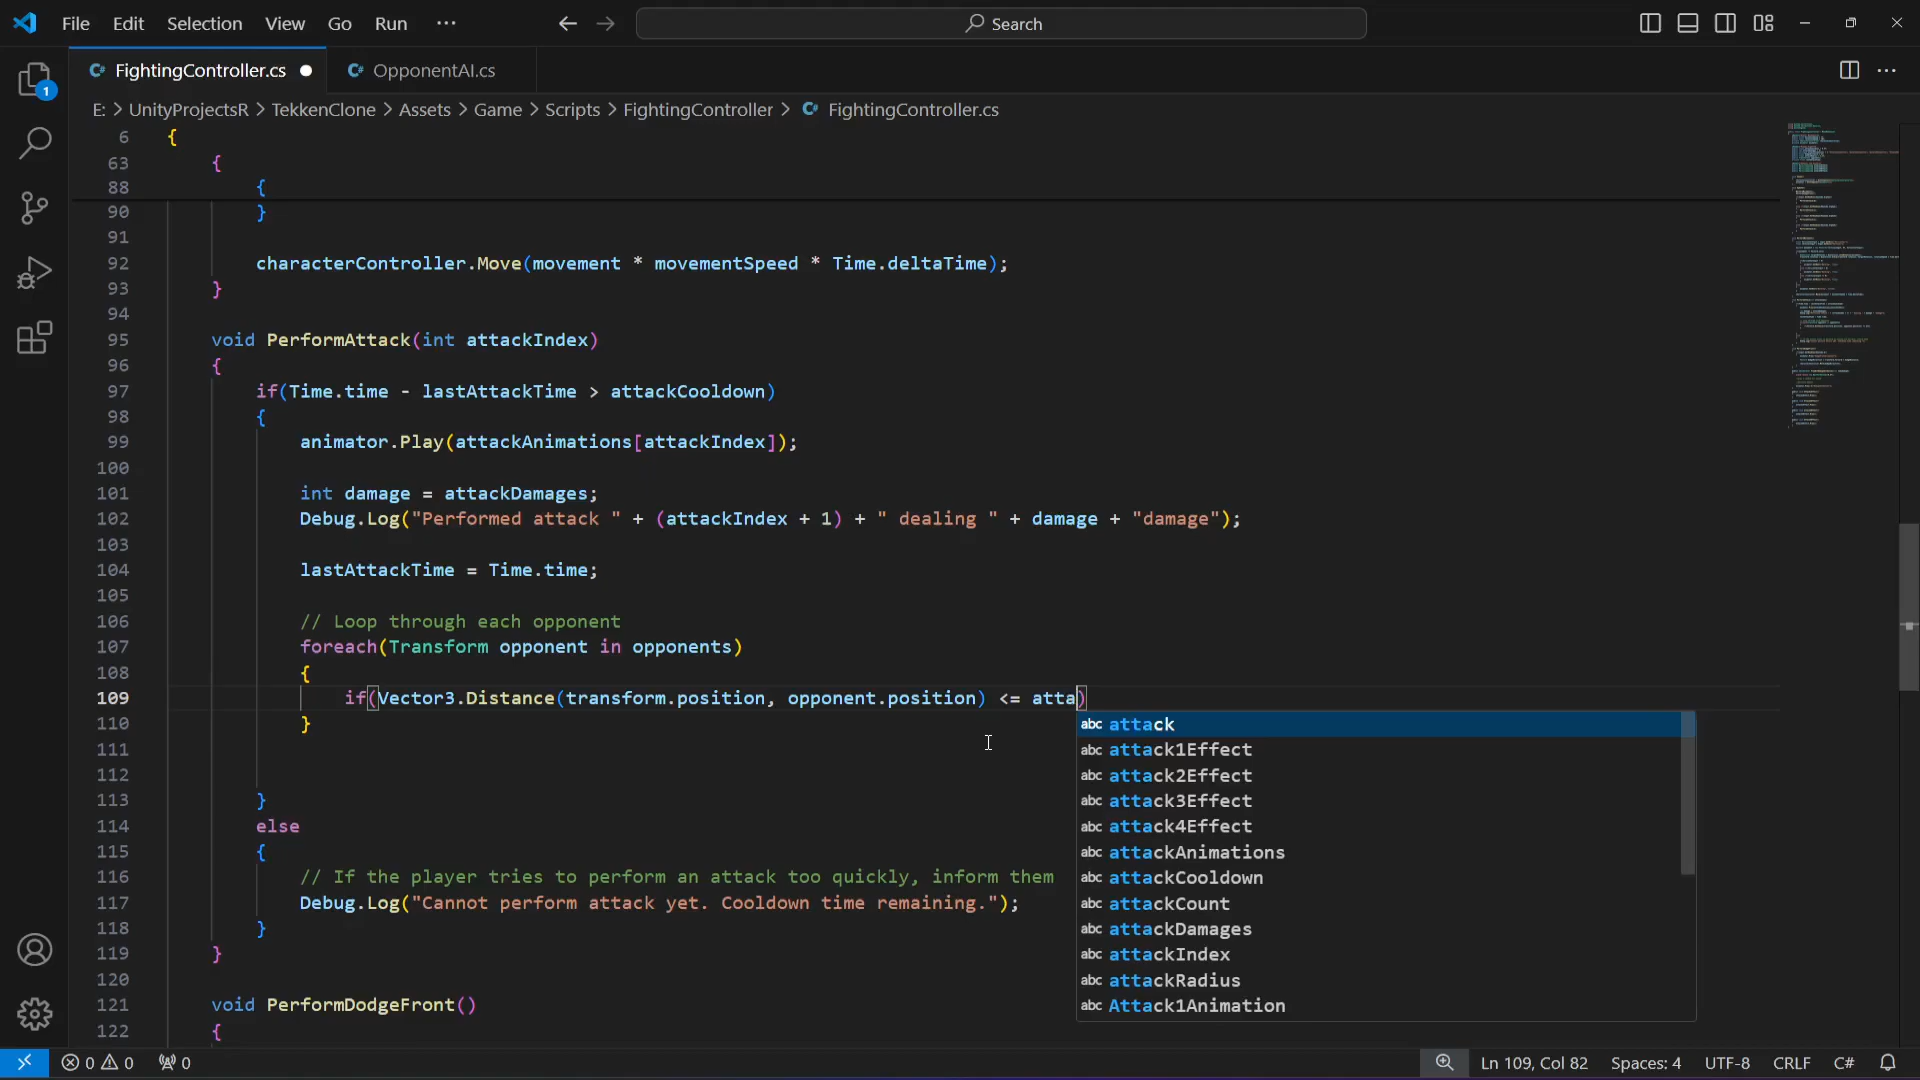 File Edit Selection View Go Run ··· Search
FightingController.cs OpponentAI.cs
E: > UnityProjectsR > TekkenClone > Assets > Game > Scripts > FightingController > FightingController.cs
6 {
63 {
88 {
90 }
91
92 characterController.Move(movement * movementSpeed * Time.deltaTime);
93 }
94
95 void PerformAttack(int attackIndex)
96 {
97 if(Time.time - lastAttackTime > attackCooldown)
98 {
99 animator.Play(attackAnimations[attackIndex]);
100
101 int damage = attackDamages;
102 Debug.Log("Performed attack " + (attackIndex + 1) + " dealing " + damage + "damage");
103
104 lastAttackTime = Time.time;
105
106 // Loop through each opponent
107 foreach(Transform opponent in opponents)
108 {
109 if(Vector3.Distance(transform.position, opponent.position) <= atta)
110 }
111
112
113 }
114 else
115 {
116 // If the player tries to perform an attack too quickly, inform them
117 Debug.Log("Cannot perform attack yet. Cooldown time remaining.");
118 }
119 }
120
121 void PerformDodgeFront()
122 {
abc attack
abc attack1Effect
abc attack2Effect
abc attack3Effect
abc attack4Effect
abc attackAnimations
abc attackCooldown
abc attackCount
abc attackDamages
abc attackIndex
abc attackRadius
abc Attack1Animation
1
0 0 0 Ln 109, Col 82 Spaces: 4 UTF-8 CRLF C#